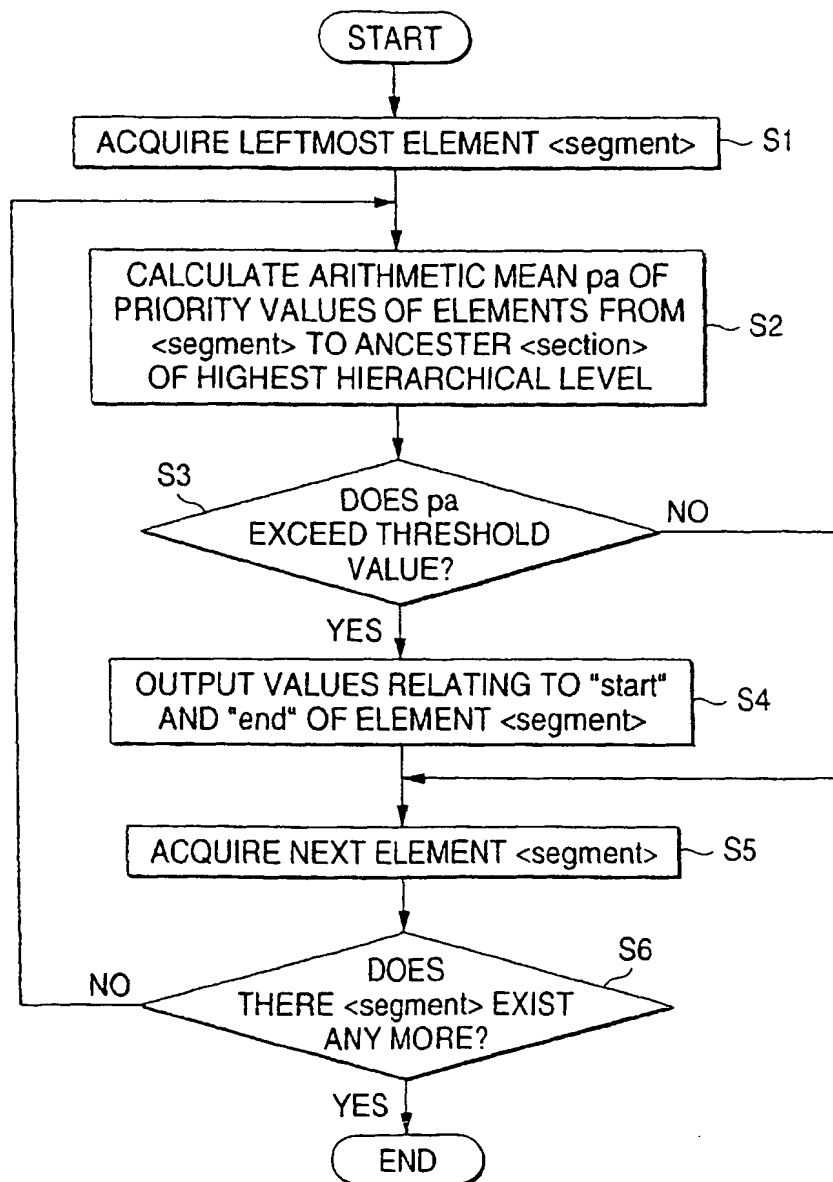 START
ACQUIRE LEFTMOST ELEMENT <segment>
S1
CALCULATE ARITHMETIC MEAN pa OF
PRIORITY VALUES OF ELEMENTS FROM
<segment> TO ANCESTER <section>
OF HIGHEST HIERARCHICAL LEVEL
S2
S3
DOES pa
EXCEED THRESHOLD
VALUE?
NO
YES
OUTPUT VALUES RELATING TO "start"
AND "end" OF ELEMENT <segment>
S4
ACQUIRE NEXT ELEMENT <segment>
S5
S6
DOES
THERE <segment> EXIST
ANY MORE?
NO
YES
END